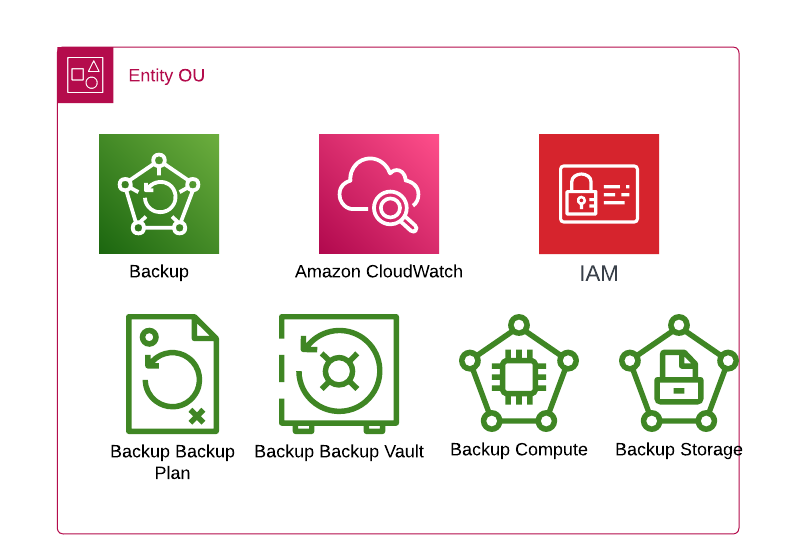 Entity OU
Backup
Amazon CloudWatch
IAM
Backup Backup
Plan
Backup Backup Vault
Backup Compute
Backup Storage